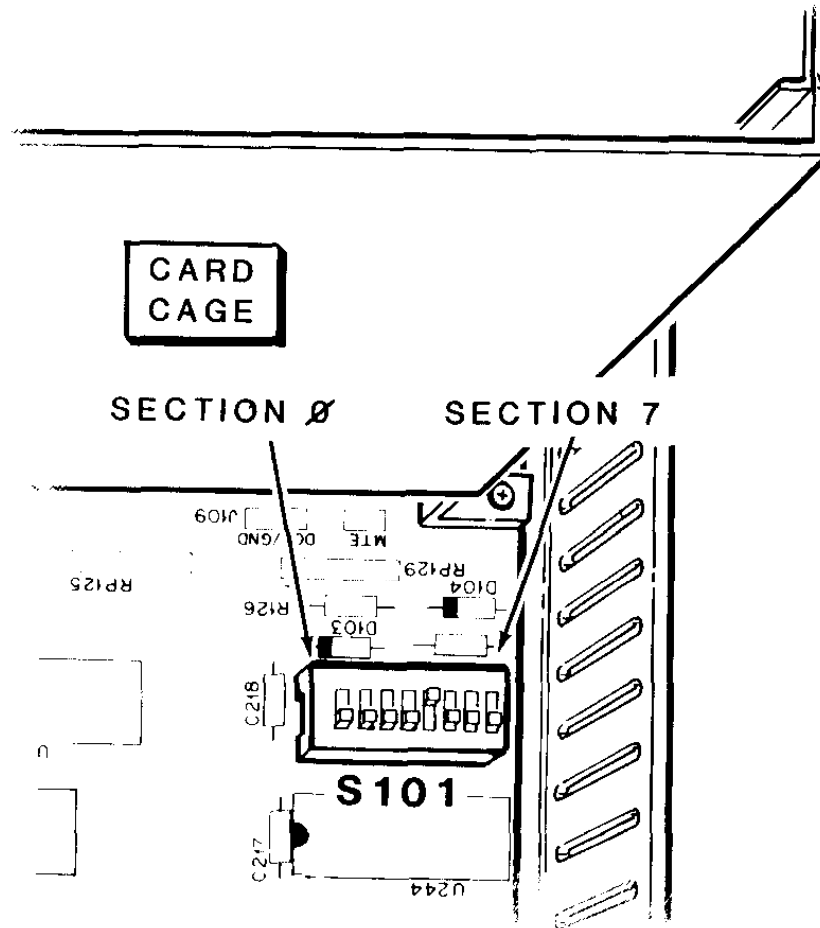 CARD
CAGE
SECTION Ø
SECTION 7
J109
DC/GND
MTE
RP125
RP129
R126
D104
D103
C218
U
S101
C217
U244